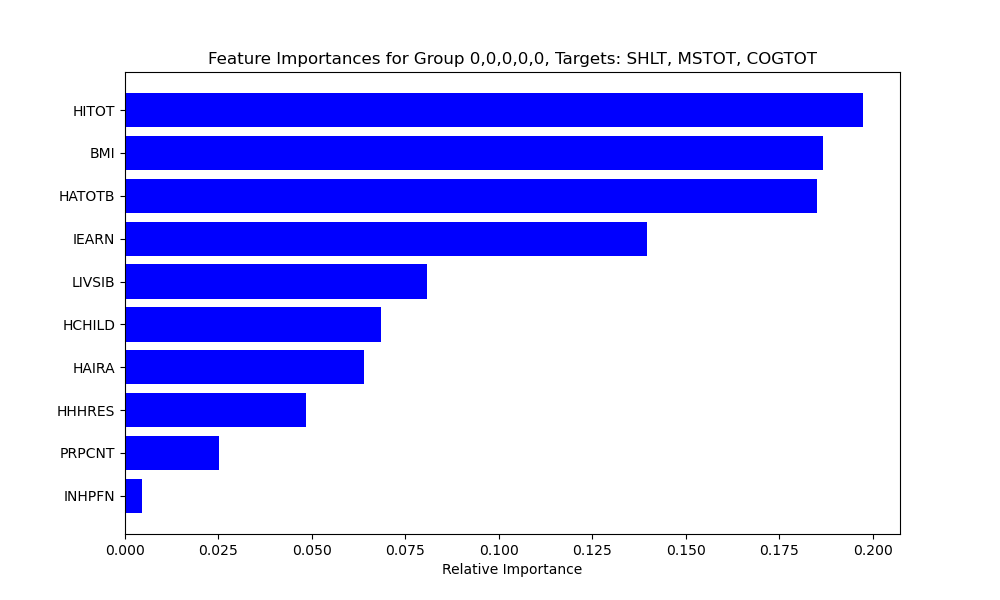 Feature Importances for Group 0,0,0,0,0, Targets: SHLT, MSTOT, COGTOT
HITOT
BMI
HATOTB
IEARN
LIVSIB
HCHILD
HAIRA
HHHRES
PRPCNT
INHPFN
0.000 0.025 0.050 0.075 0.100 0.125 0.150 0.175 0.200
Relative Importance